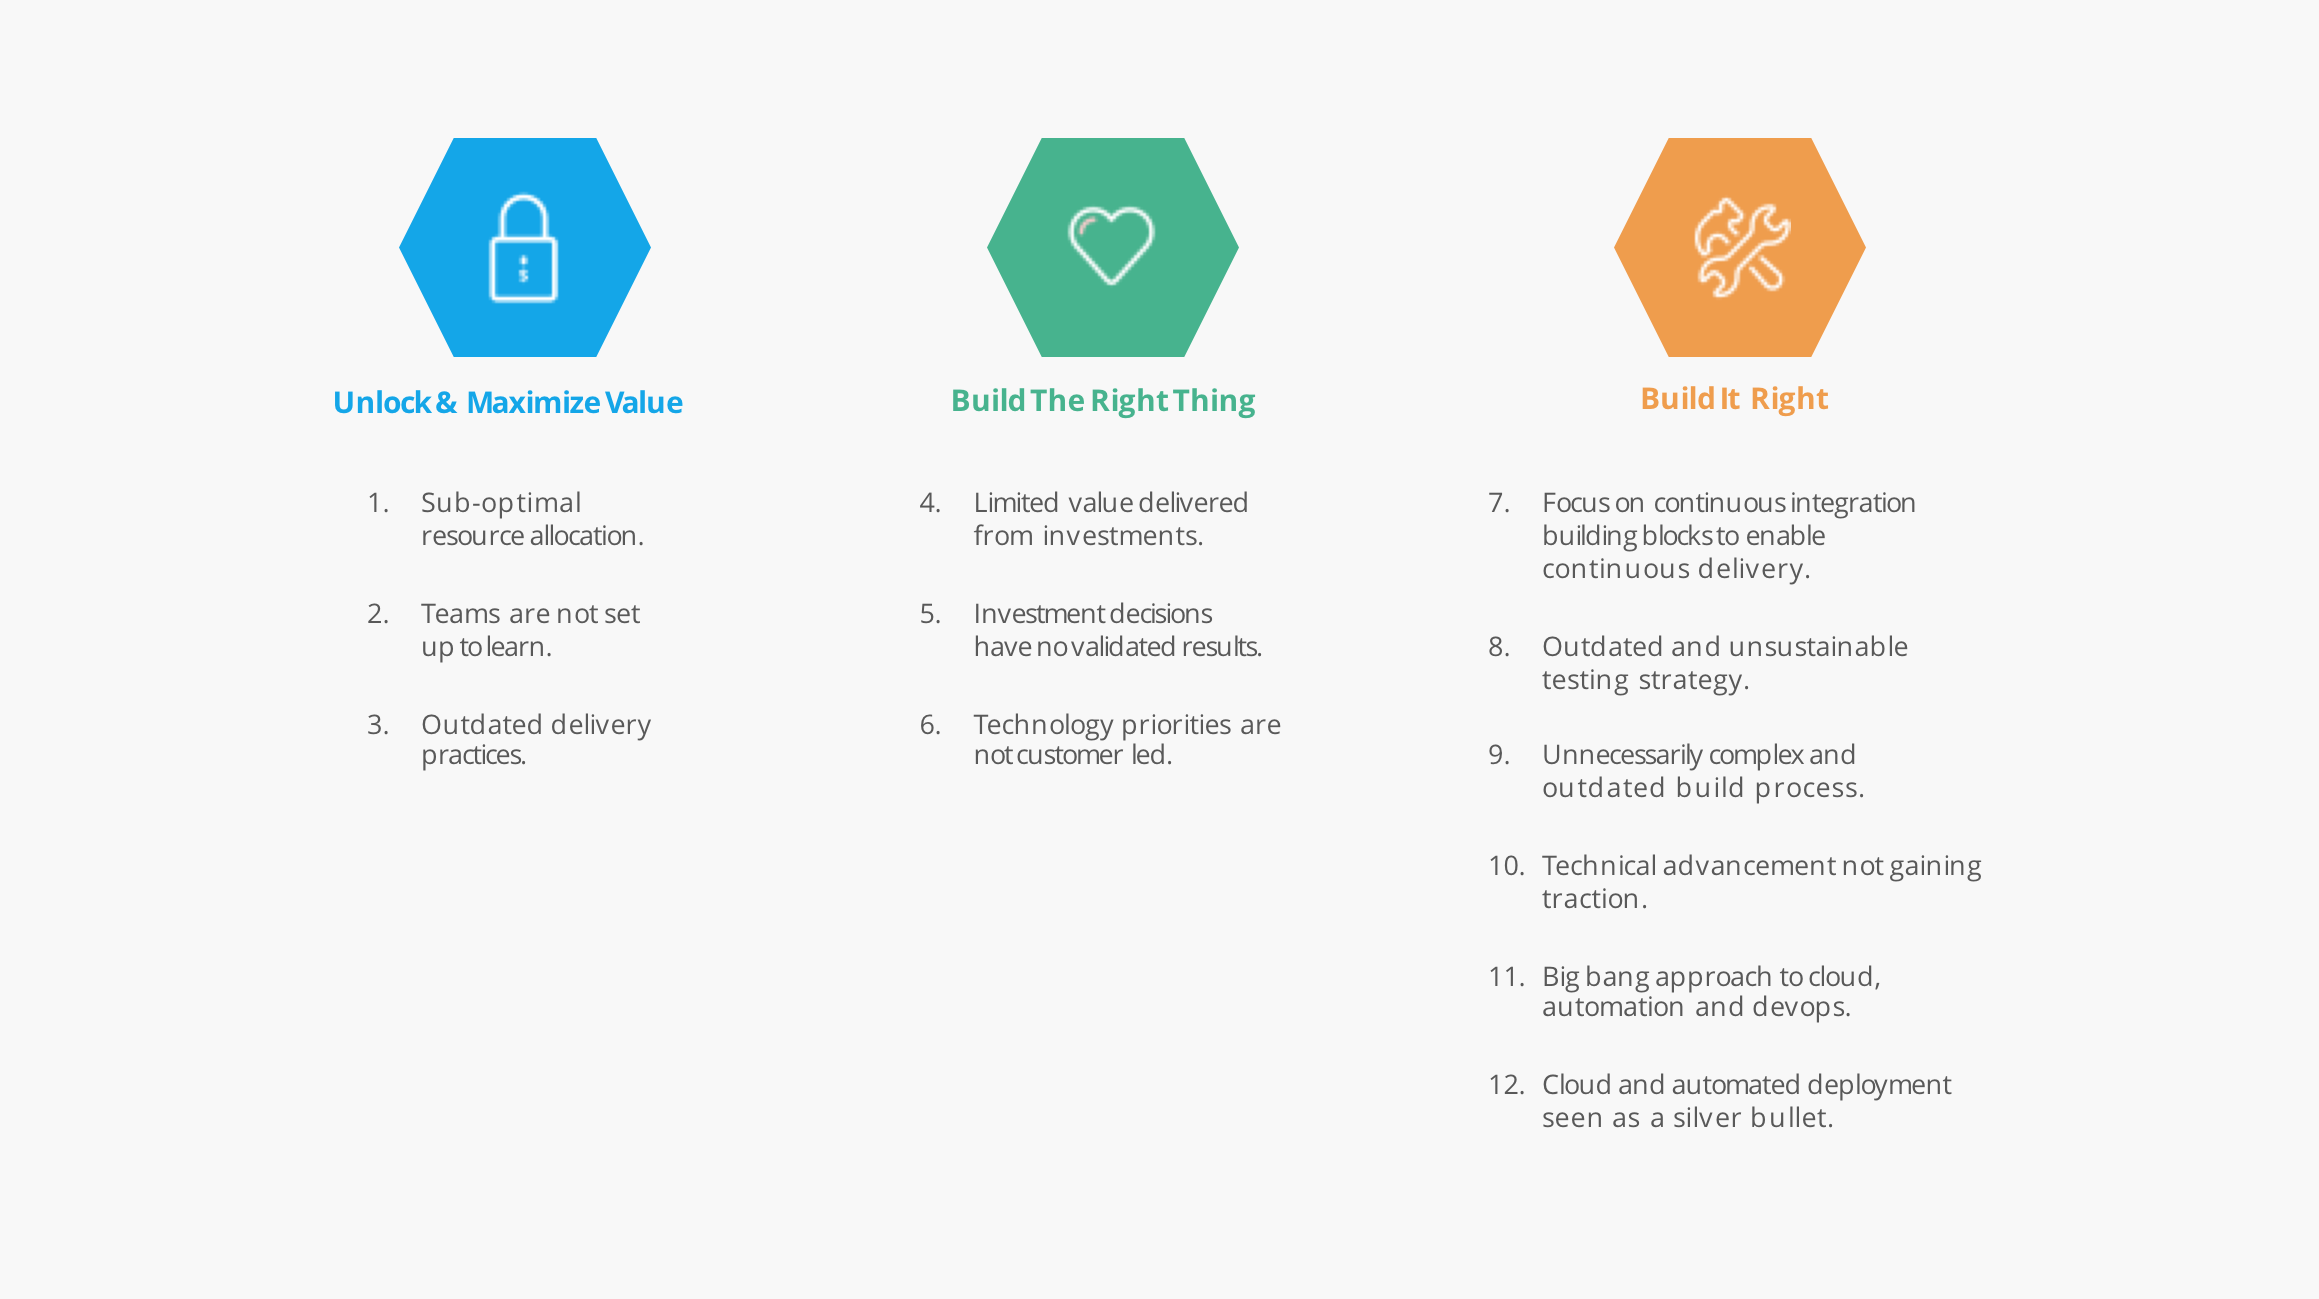 Unlock & Maximize Value
1. Sub-optimal
resource allocation.
2. Teams are not set
up to learn.
3. Outdated delivery
practices.
Build The Right Thing
4. Limited value delivered
from investments.
5. Investment decisions
have no validated results.
6. Technology priorities are
not customer led.
Build It Right
7. Focus on continuous integration
building blocks to enable
continuous delivery.
8. Outdated and unsustainable
testing strategy.
9. Unnecessarily complex and
outdated build process.
10. Technical advancement not gaining
traction.
11. Big bang approach to cloud,
automation and devops.
12. Cloud and automated deployment
seen as a silver bullet.